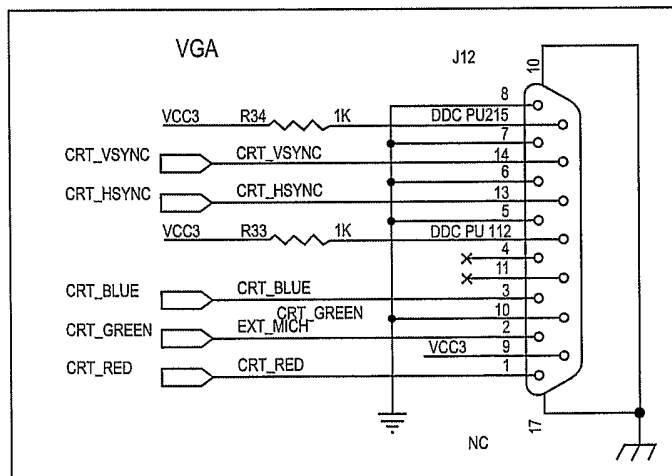 VGA
J12
10
8
VCC3 R34 1K DDC PU215
7
CRT_VSYNC CRT_VSYNC 14
6
CRT_HSYNC CRT_HSYNC 13
5
VCC3 R33 1K DDC PU 112
4
11
CRT_BLUE CRT_BLUE 3
CRT_GREEN 10
CRT_GREEN EXT_MICH 2
VCC3 9
CRT_RED CRT_RED 1
17
NC